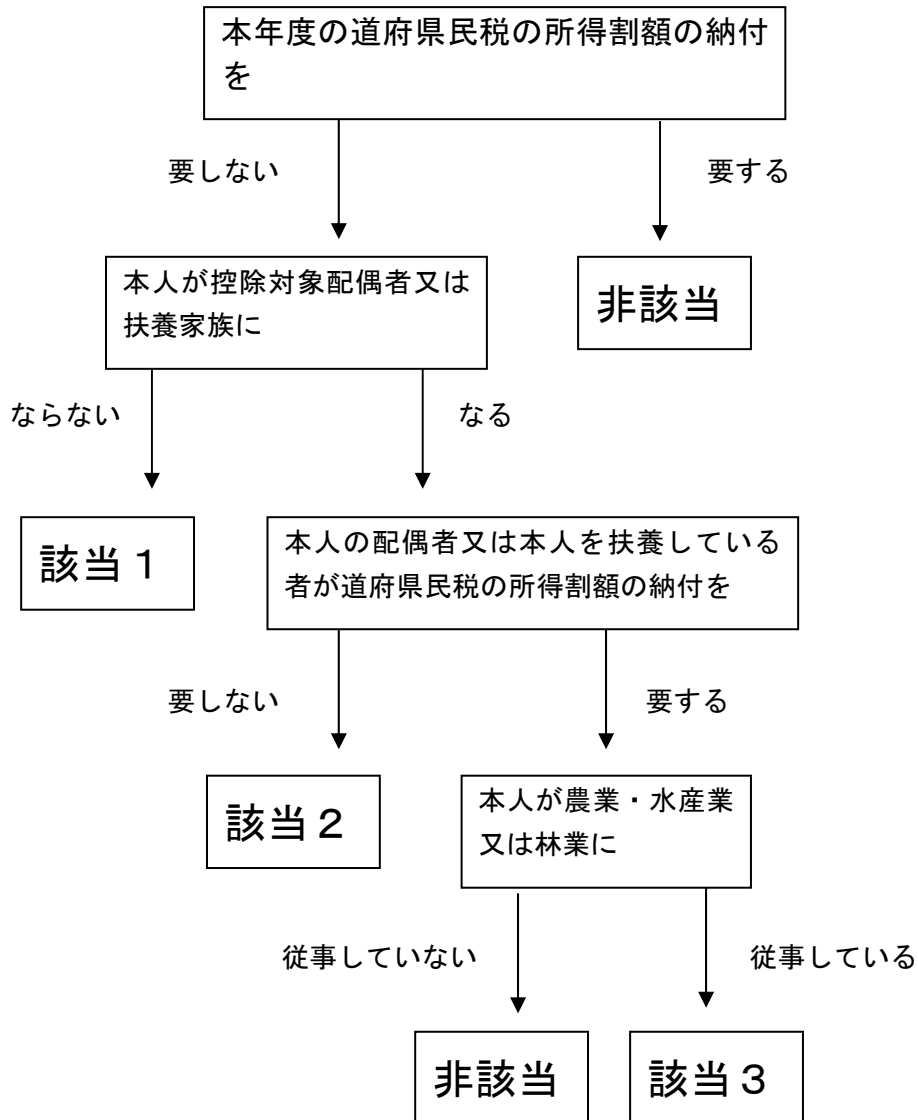 本年度の道府県民税の所得割額の納付
を
要しない
要する
本人が控除対象配偶者又は
扶養家族に
非該当
ならない
なる
該当1
本人の配偶者又は本人を扶養している
者が道府県民税の所得割額の納付を
要しない
要する
該当2
本人が農業・水産業
又は林業に
従事していない
従事している
非該当
該当3